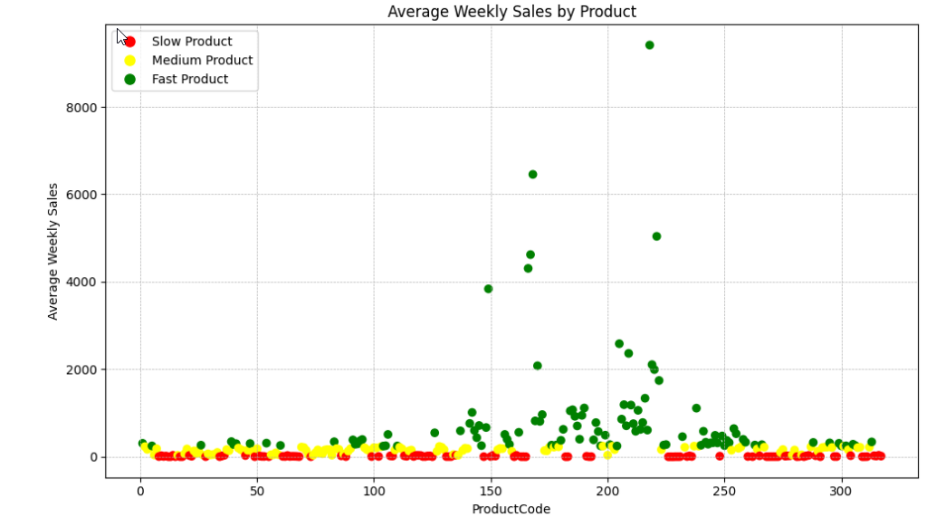 Average Weekly Sales by Product
Slow Product
Medium Product
Fast Product
8000
6000
4000
2000
0
Average Weekly Sales
0 50 100 150 200 250 300
ProductCode